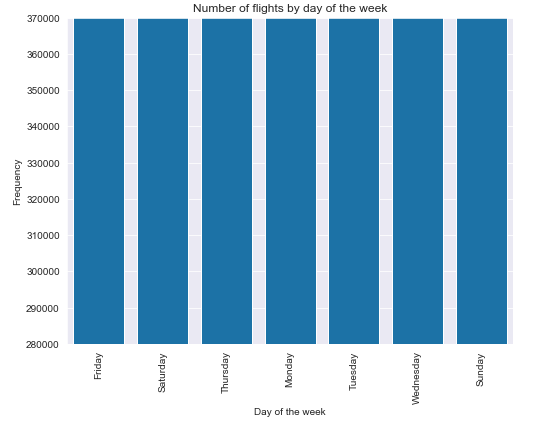 Number of flights by day of the week
370000
360000
350000
340000
330000
320000
310000
300000
290000
280000
Frequency
Friday
Saturday
Thursday
Monday
Tuesday
Wednesday
Sunday
Day of the week